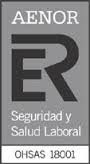 AENOR
ER
Seguridad y
Salud Laboral
OHSAS 18001